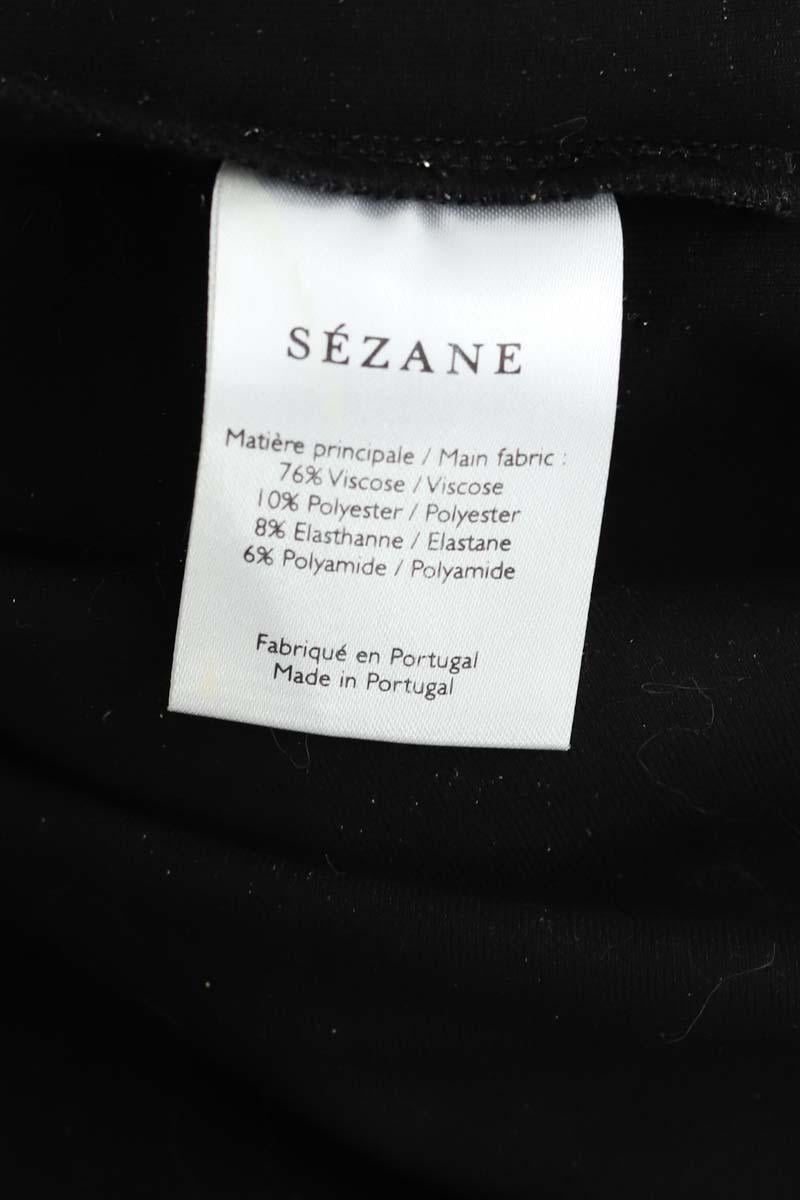 SÉZANE
Matière principale / Main fabric :
76% Viscose / Viscose
10% Polyester / Polyester
8% Elasthanne / Elastane
6% Polyamide / Polyamide
Fabriqué en Portugal
Made in Portugal